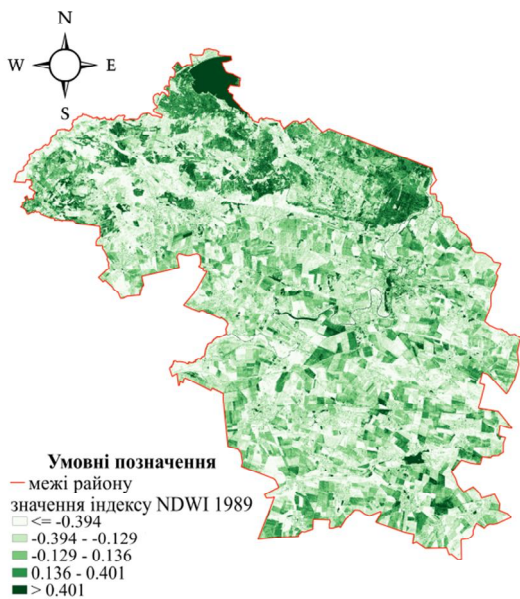 N
W E
S
Умовні позначення
межі району
значення індексу NDWI 1989
<= -0.394
-0.394 - -0.129
-0.129 - 0.136
0.136 - 0.401
> 0.401